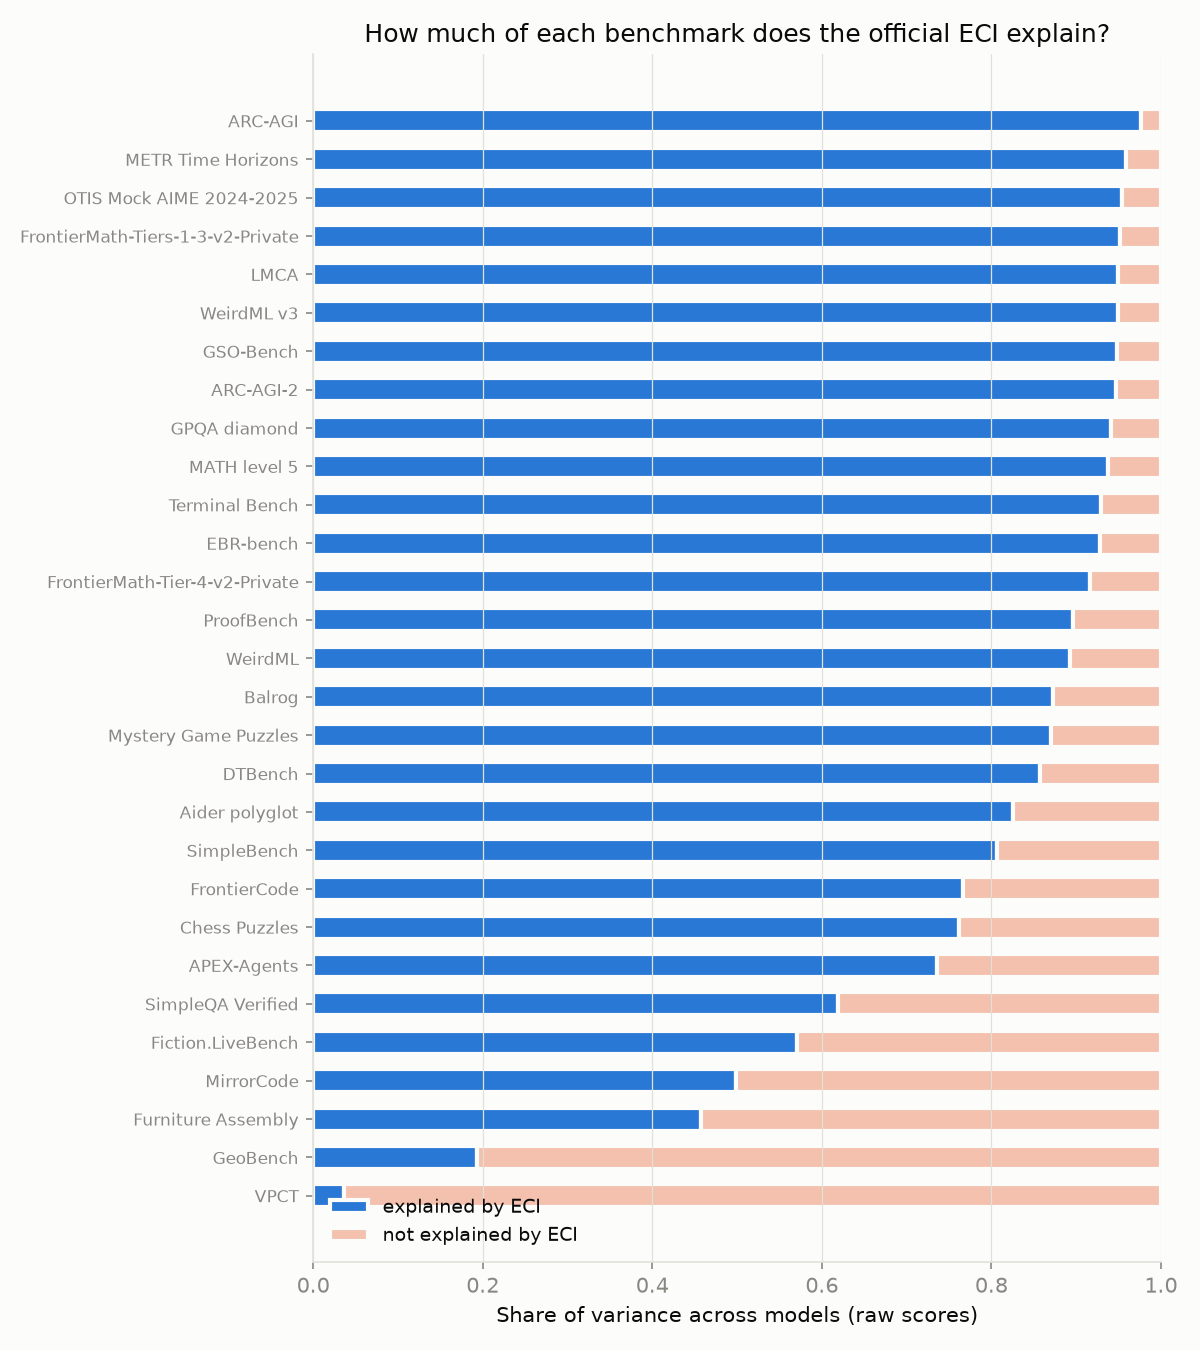 How much of each benchmark does the official ECI explain?
ARC-AGI
METR Time Horizons
OTIS Mock AIME 2024-2025
FrontierMath-Tiers-1-3-v2-Private
LMCA
WeirdML v3
GSO-Bench
ARC-AGI-2
GPQA diamond
MATH level 5
Terminal Bench
EBR-bench
FrontierMath-Tier-4-v2-Private
ProofBench
WeirdML
Balrog
Mystery Game Puzzles
DTBench
Aider polyglot
SimpleBench
FrontierCode
Chess Puzzles
APEX-Agents
SimpleQA Verified
Fiction.LiveBench
MirrorCode
Furniture Assembly
GeoBench
VPCT
explained by ECI
not explained by ECI
0.0 0.2 0.4 0.6 0.8 1.0
Share of variance across models (raw scores)